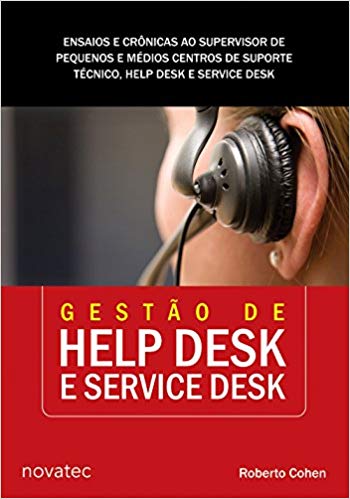 ENSAIOS E CRÔNICAS AO SUPERVISOR DE
PEQUENOS E MÉDIOS CENTROS DE SUPORTE
TÉCNICO, HELP DESK E SERVICE DESK
GESTÃO DE
HELP DESK
E SERVICE DESK
novatec
Roberto Cohen